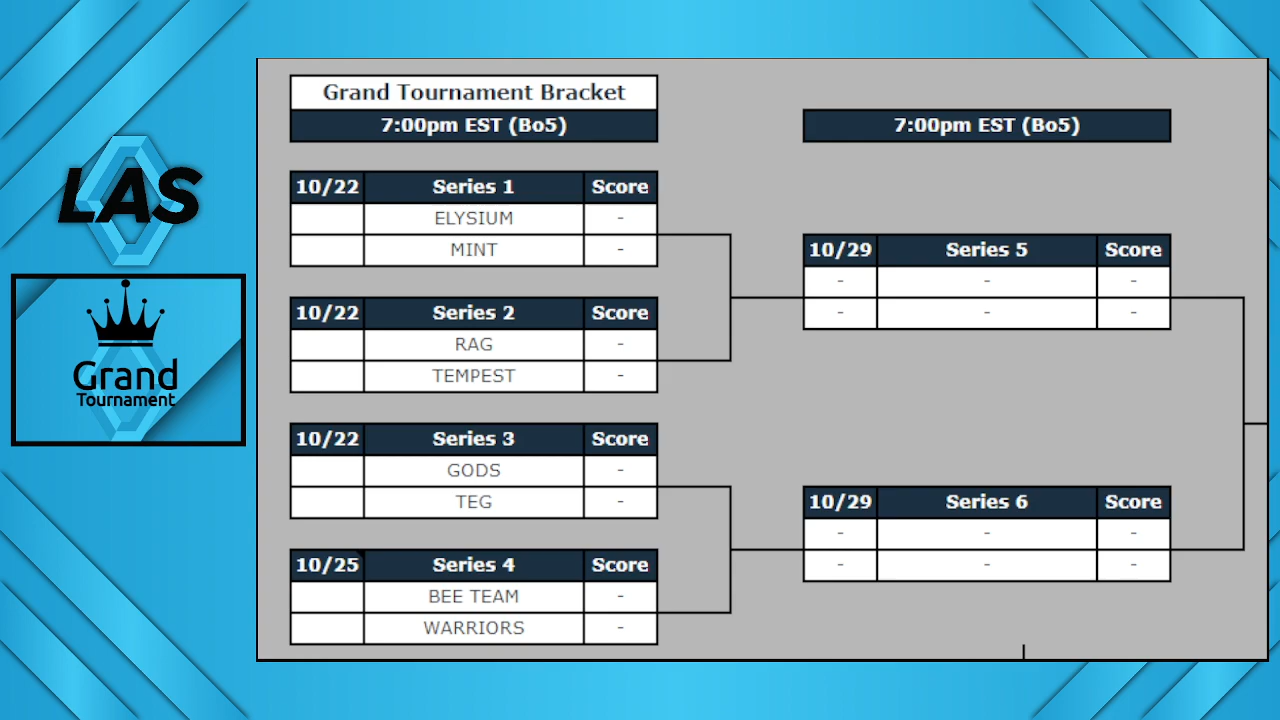 LAS
Grand
Tournament
Grand Tournament Bracket
7:00pm EST (Bo5)
10/22 Series 1 Score
ELYSIUM -
MINT -
10/22 Series 2 Score
RAG -
TEMPEST -
10/22 Series 3 Score
GODS -
TEG -
10/25 Series 4 Score
BEE TEAM -
WARRIORS -
7:00pm EST (Bo5)
10/29 Series 5 Score
- - -
- - -
10/29 Series 6 Score
- - -
- - -